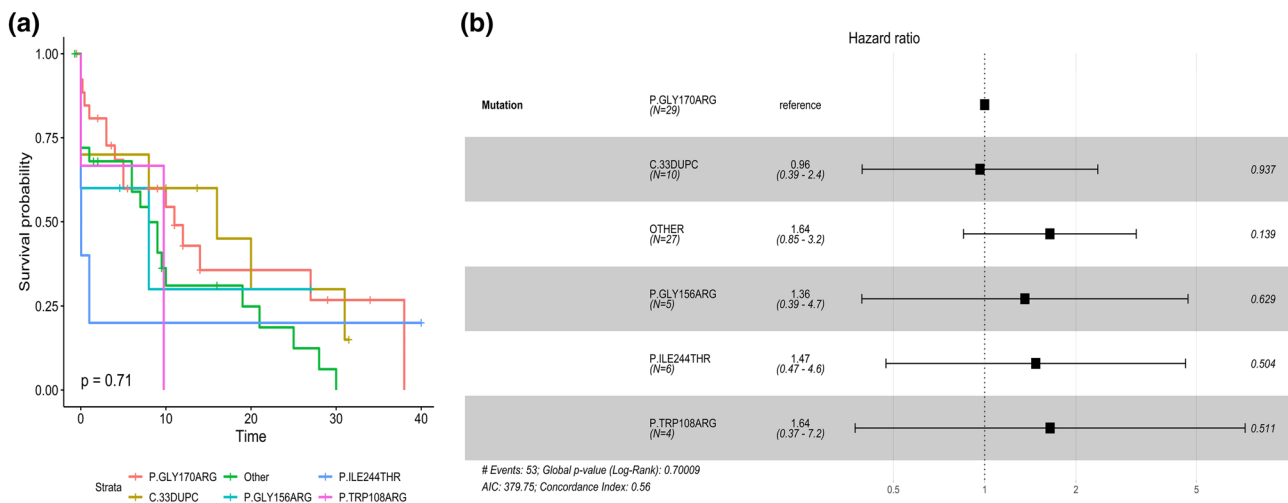 (a)
1.00
0.75
0.50
0.25
0.00
Survival probability
p = 0.71
0 10 20 30 40
Time
Strata
P.GLY170ARG Other P.ILE244THR
C.33DUPC P.GLY156ARG P.TRP108ARG
(b)
Hazard ratio
Mutation P.GLY170ARG reference
(N=29)
C.33DUPC 0.96 0.937
(N=10) (0.39 - 2.4)
OTHER 1.64 0.139
(N=27) (0.85 - 3.2)
P.GLY156ARG 1.36 0.629
(N=5) (0.39 - 4.7)
P.ILE244THR 1.47 0.504
(N=6) (0.47 - 4.6)
P.TRP108ARG 1.64 0.511
(N=4) (0.37 - 7.2)
# Events: 53; Global p-value (Log-Rank): 0.70009
AIC: 379.75; Concordance Index: 0.56
0.5 1 2 5